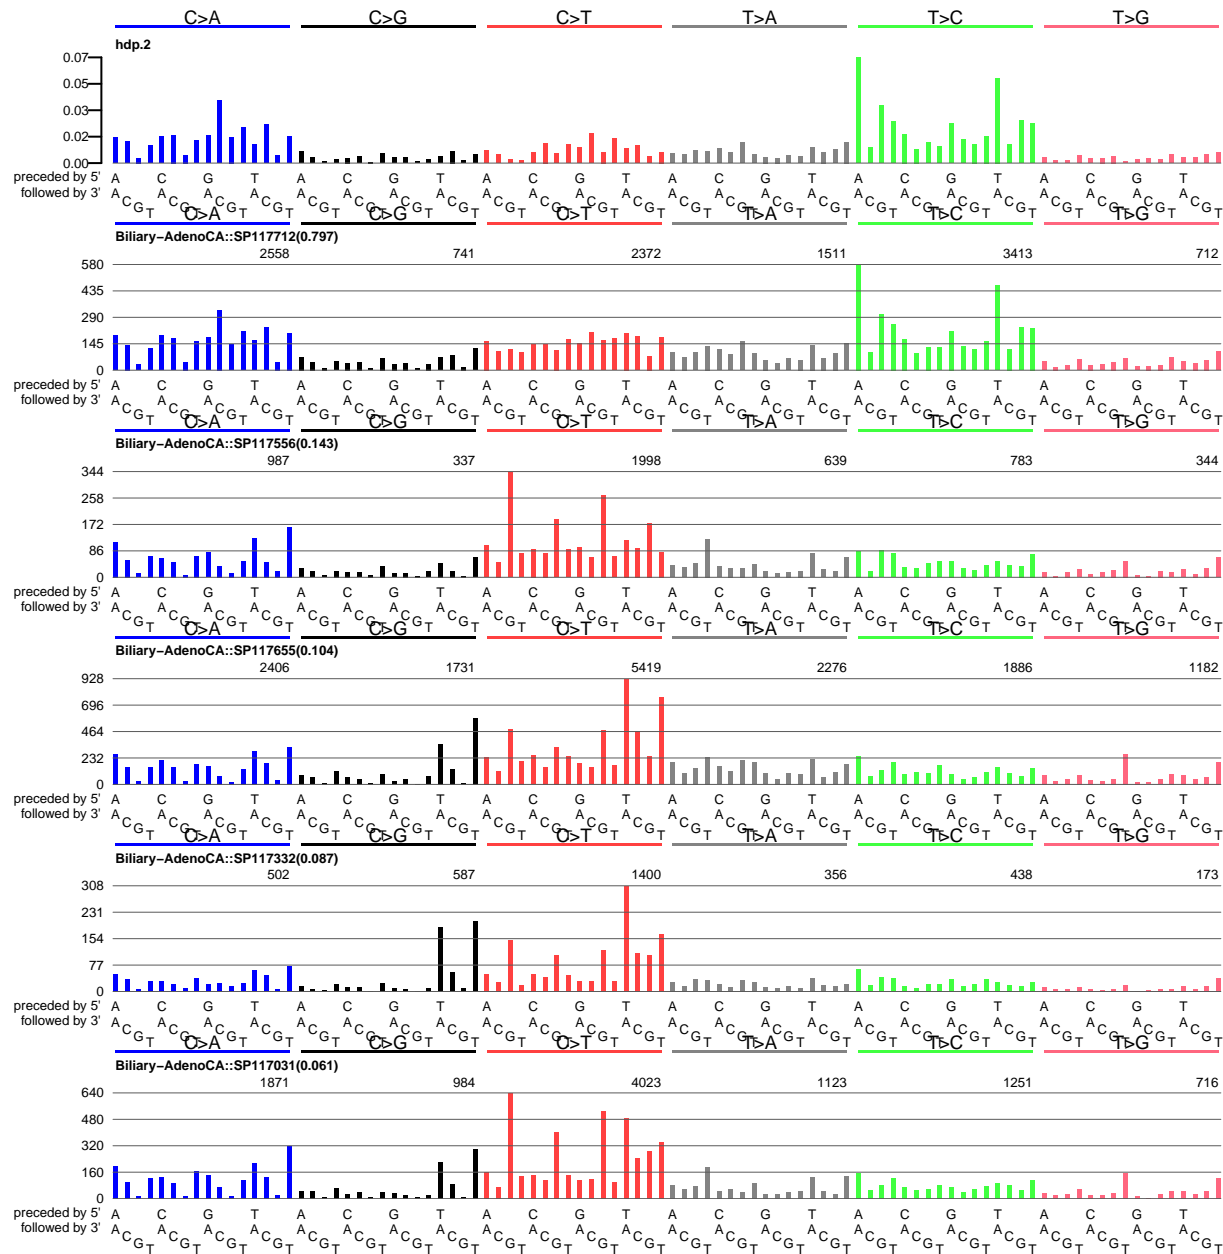 C>A C>G C>T T>A T>C T>G
hdp.2
0.07
0.05
0.03
0.02
0.00
preceded by 5' A C G T A C G T A C G T A C G T A C G T A C G T
followed by 3' A C G T A C G T A C G T A C G T A C G T A C G T A C G T A C G T A C G T A C G T A C G T A C G T A C G T A C G T A C G T A C G T A C G T A C G T A C G T A C G T A C G T A C G T A C G T A C G T
C>A C>G C>T T>A T>C T>G
Biliary-AdenoCA::SP117712(0.797)
2558 741 2372 1511 3413 712
580
435
290
145
0
preceded by 5' A C G T A C G T A C G T A C G T A C G T A C G T
followed by 3' A C G T A C G T A C G T A C G T A C G T A C G T A C G T A C G T A C G T A C G T A C G T A C G T A C G T A C G T A C G T A C G T A C G T A C G T A C G T A C G T A C G T A C G T A C G T A C G T
C>A C>G C>T T>A T>C T>G
Biliary-AdenoCA::SP117556(0.143)
987 337 1998 639 783 344
344
258
172
86
0
preceded by 5' A C G T A C G T A C G T A C G T A C G T A C G T
followed by 3' A C G T A C G T A C G T A C G T A C G T A C G T A C G T A C G T A C G T A C G T A C G T A C G T A C G T A C G T A C G T A C G T A C G T A C G T A C G T A C G T A C G T A C G T A C G T A C G T
C>A C>G C>T T>A T>C T>G
Biliary-AdenoCA::SP117655(0.104)
2406 1731 5419 2276 1886 1182
928
696
464
232
0
preceded by 5' A C G T A C G T A C G T A C G T A C G T A C G T
followed by 3' A C G T A C G T A C G T A C G T A C G T A C G T A C G T A C G T A C G T A C G T A C G T A C G T A C G T A C G T A C G T A C G T A C G T A C G T A C G T A C G T A C G T A C G T A C G T A C G T
C>A C>G C>T T>A T>C T>G
Biliary-AdenoCA::SP117332(0.087)
502 587 1400 356 438 173
308
231
154
77
0
preceded by 5' A C G T A C G T A C G T A C G T A C G T A C G T
followed by 3' A C G T A C G T A C G T A C G T A C G T A C G T A C G T A C G T A C G T A C G T A C G T A C G T A C G T A C G T A C G T A C G T A C G T A C G T A C G T A C G T A C G T A C G T A C G T A C G T
C>A C>G C>T T>A T>C T>G
Biliary-AdenoCA::SP117031(0.061)
1871 984 4023 1123 1251 716
640
480
320
160
0
preceded by 5' A C G T A C G T A C G T A C G T A C G T A C G T
followed by 3' A C G T A C G T A C G T A C G T A C G T A C G T A C G T A C G T A C G T A C G T A C G T A C G T A C G T A C G T A C G T A C G T A C G T A C G T A C G T A C G T A C G T A C G T A C G T A C G T